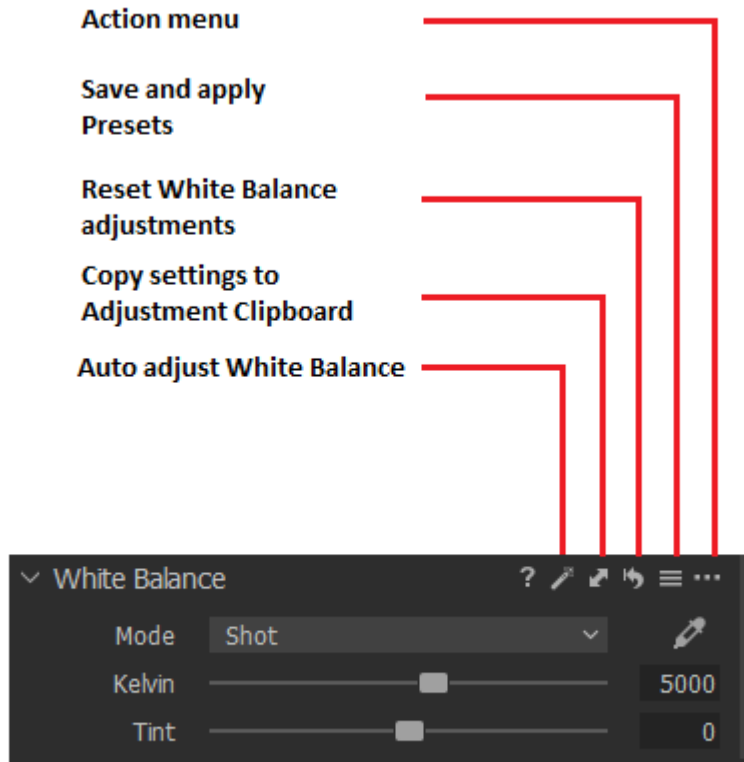 Action menu
Save and apply
Presets
Reset White Balance
adjustments
Copy settings to
Adjustment Clipboard
Auto adjust White Balance
White Balance ?
Mode Shot
Kelvin 5000
Tint 0